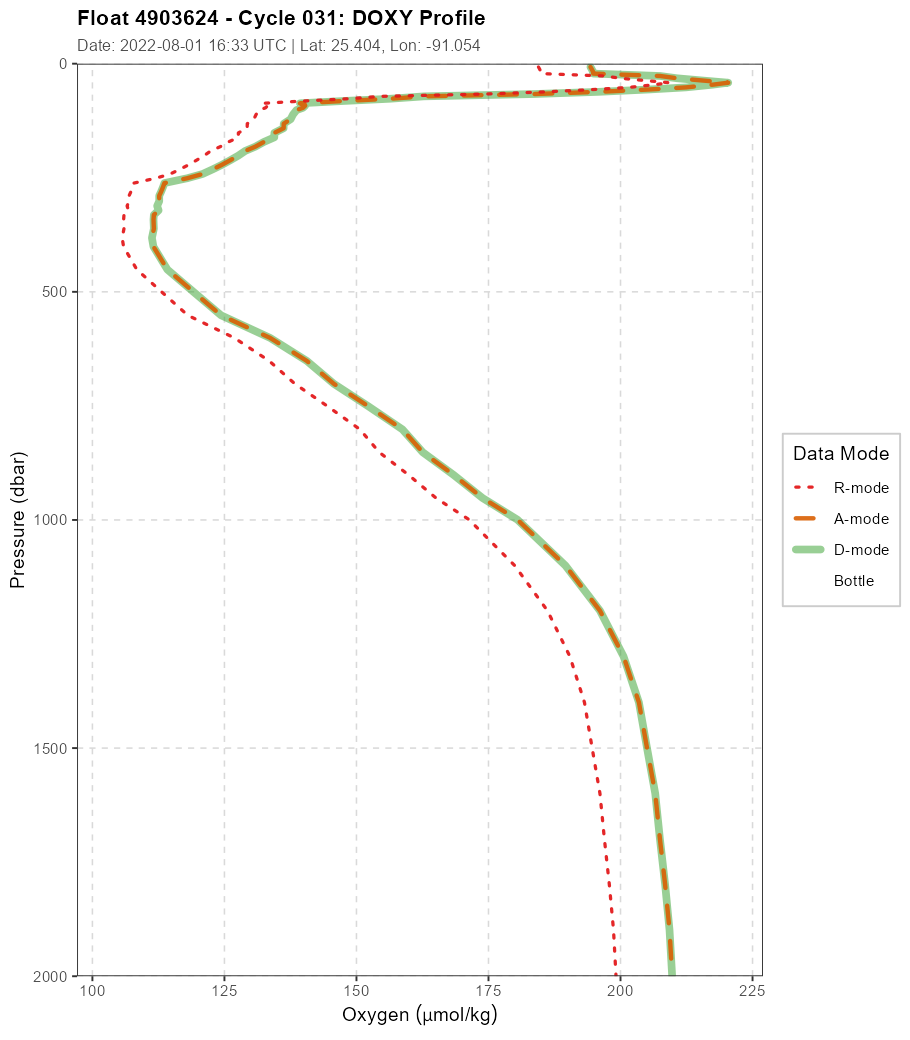 Float 4903624 - Cycle 031: DOXY Profile
Date: 2022-08-01 16:33 UTC | Lat: 25.404, Lon: -91.054
0
500
1000
1500
2000
Pressure (dbar)
100 125 150 175 200 225
Oxygen (μmol/kg)
Data Mode
R-mode
A-mode
D-mode
Bottle